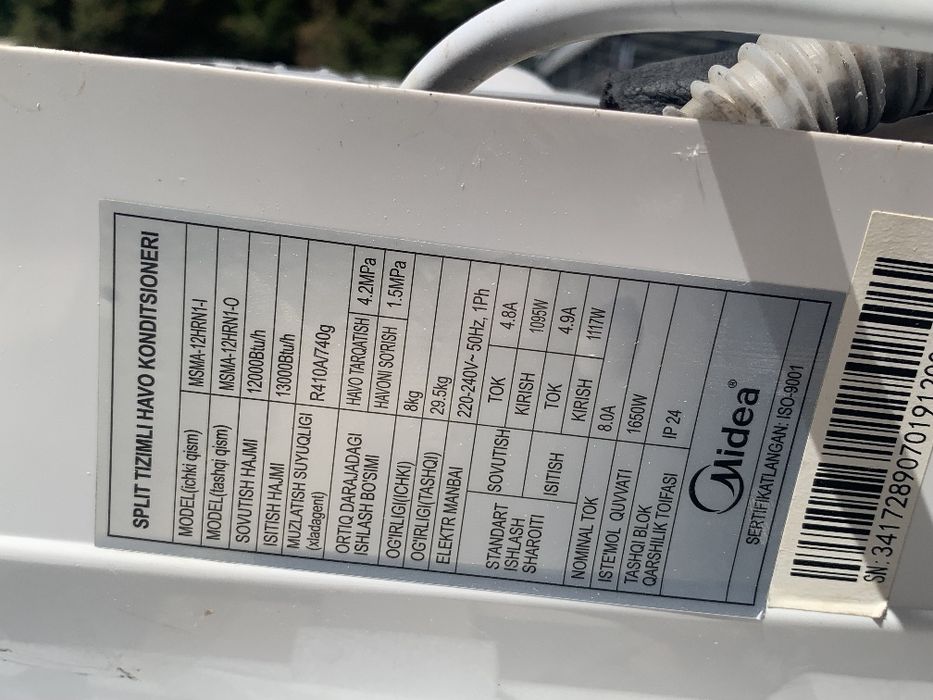 SPLIT TIZIMLI HAVO KONDITSIONERI
MODEL(ichki qism) MSMA-12HRN1-I
MODEL(tashqi qism) MSMA-12HRN1-O
SOVUTISH HAJMI 12000Btu/h
ISITISH HAJMI 13000Btu/h
MUZLATISH SUYUQLIGI (xladagent) R410A/740g
ORTIQ DARAJADAGI ISHLASH BO'SIMI HAVO TARQATISH 4.2MPa
HAVONI SO'RISH 1.5MPa
OG'IRLIGI(ICHKI) 8kg
OG'IRLIGI(TASHQI) 29.5kg
ELEKTR MANBAI 220-240V~ 50Hz, 1Ph
STANDART ISHLASH SHAROITI SOVUTISH TOK 4.8A
KIRISH 1095W
ISITISH TOK 4.9A
KIRISH 1117W
NOMINAL TOK 8.0A
ISTE'MOL QUVVATI 1650W
TASHQI BLOK QARSHILIK TOIFASI IP 24
Midea®
SERTIFIKATLANGAN: ISO-9001